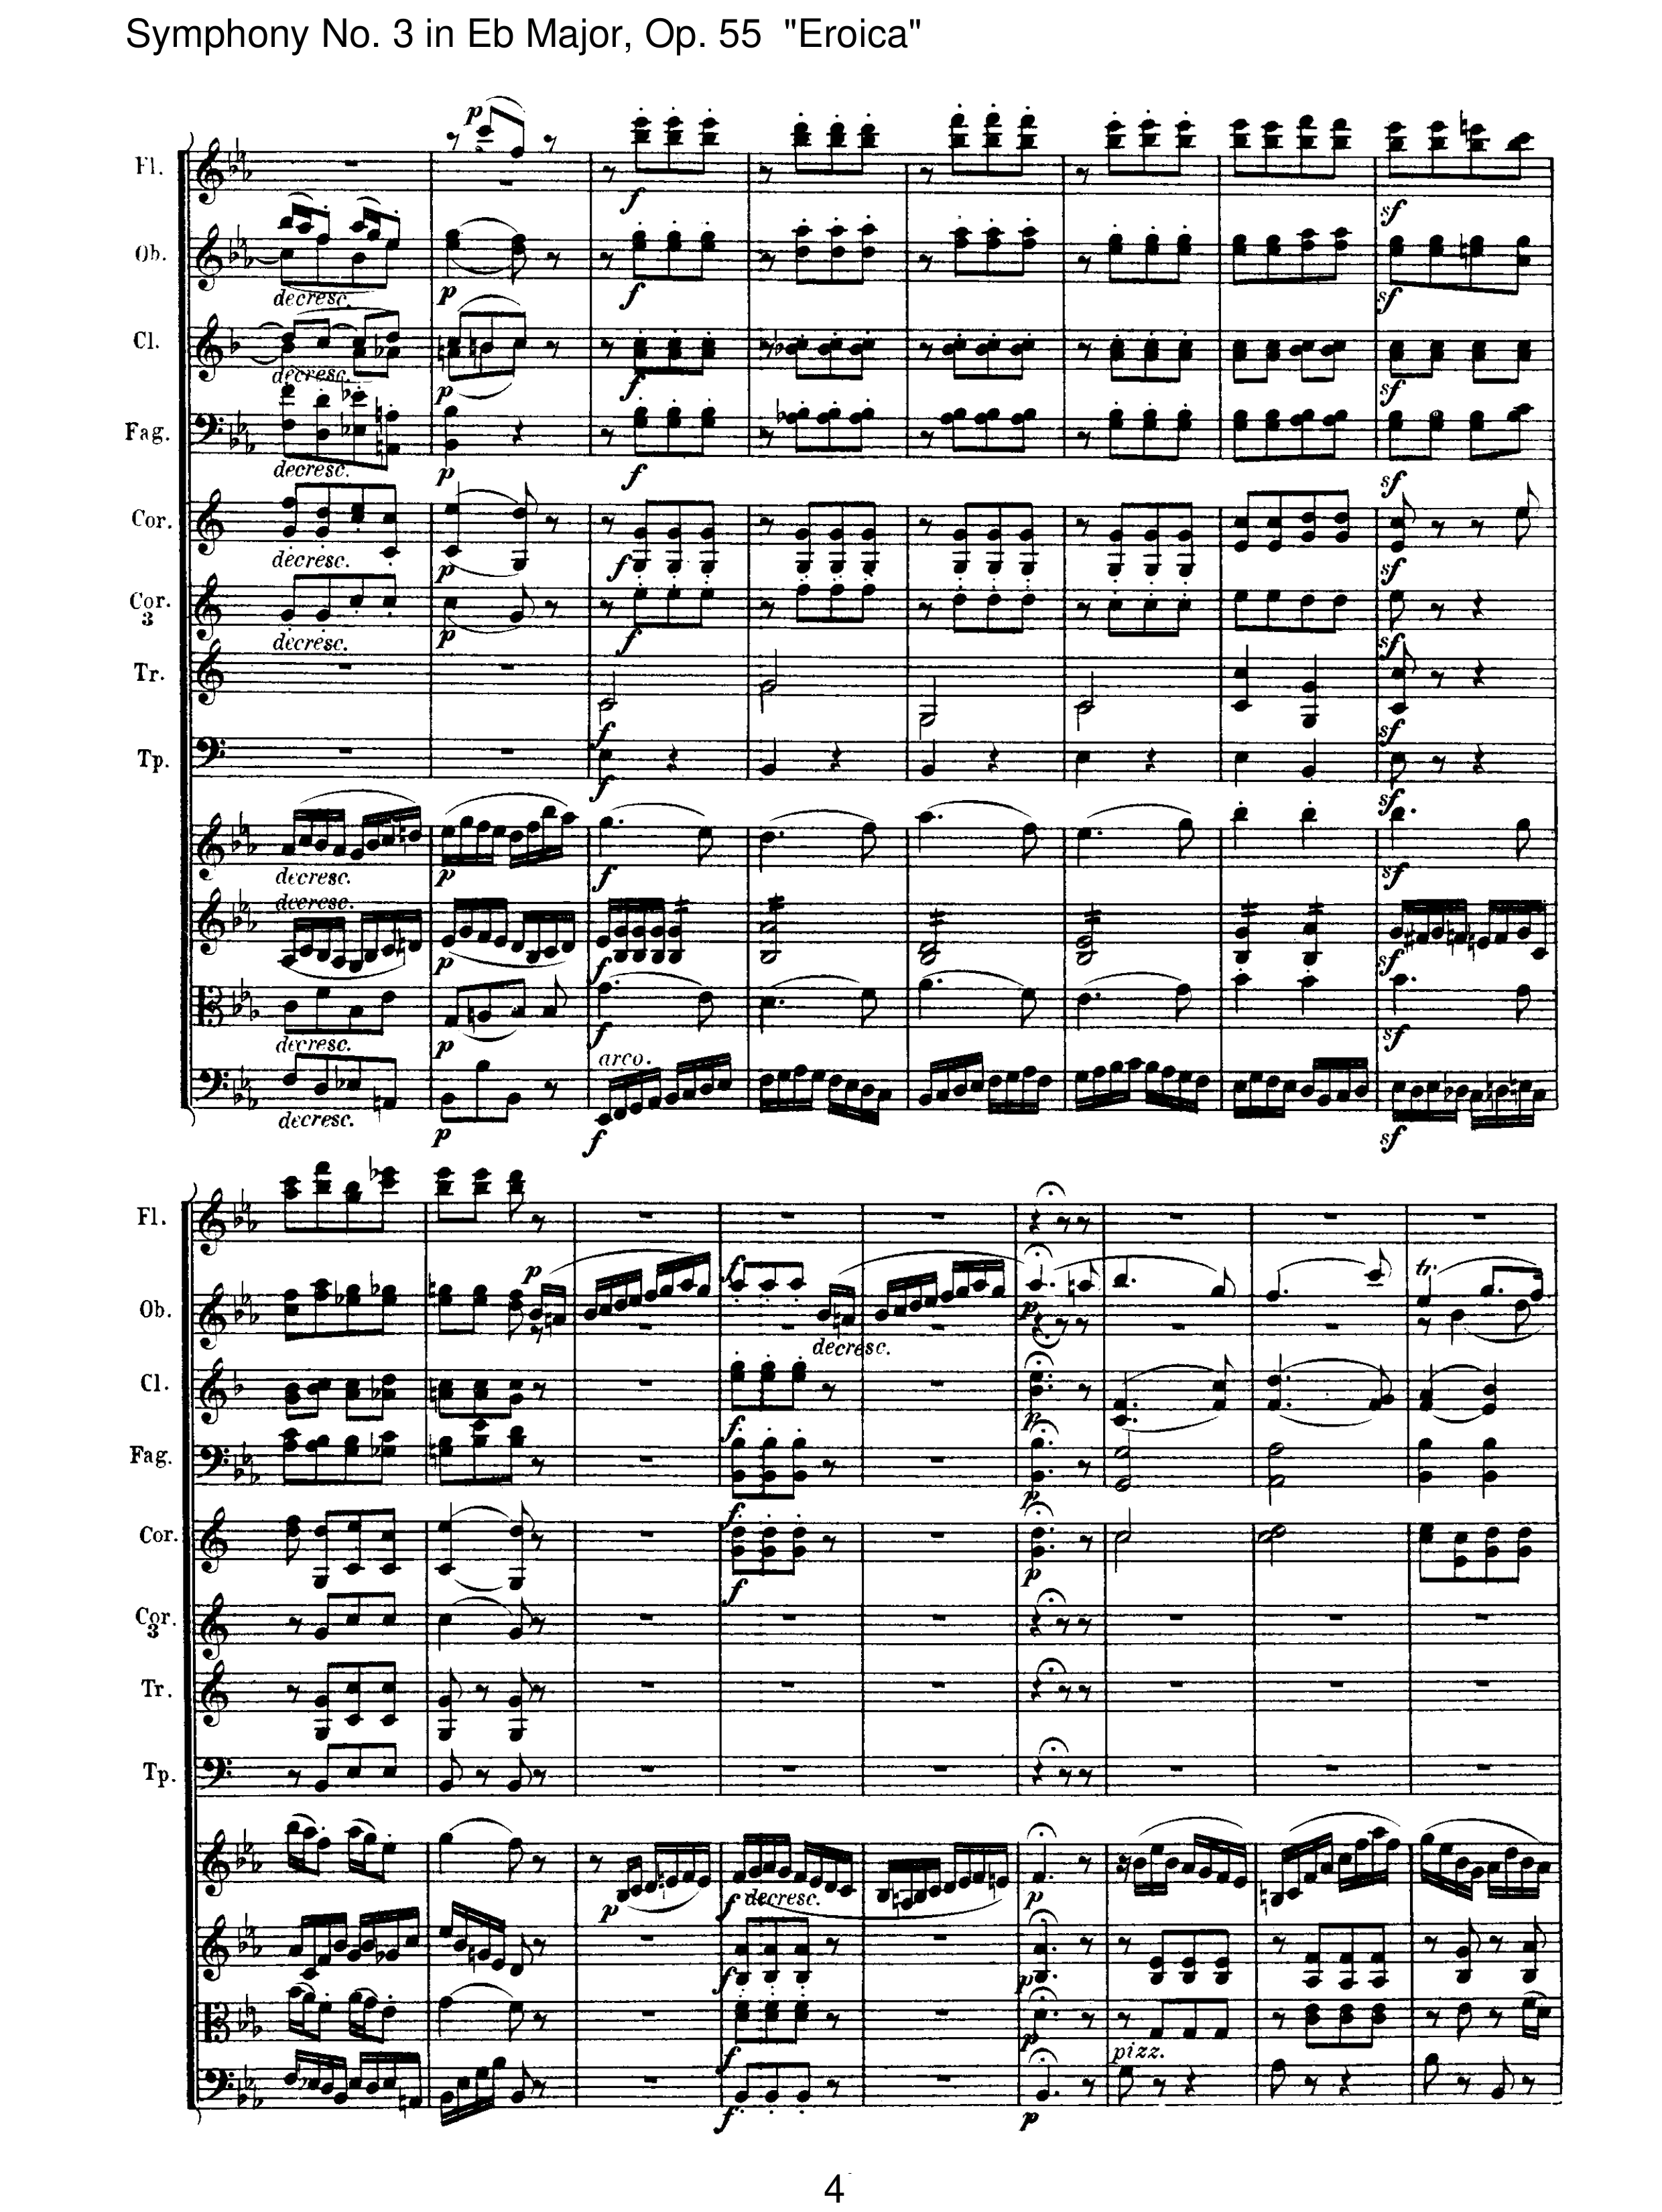 Symphony No. 3 in Eb Major, Op. 55 "Eroica"
p
Fl.
f
sf
Ob.
decresc.
p
f
sf
Cl.
decresc.
p
f
sf
Fag.
decresc.
p
f
sf
Cor.
decresc.
p
f
sf
Cor.
3
decresc.
p
f
sf
Tr.
f
sf
Tp.
f
sf
decresc.
p
f
sf
decresc.
p
f
sf
decresc.
p
f
sf
arco.
decresc.
p
f
sf
Fl.
p
f
tr.
Ob.
p
decresc.
Cl.
f
p
Fag.
f
p
Cor.
f
p
Cor.
3
Tr.
Tp.
p
f
decresc.
p
f
p
f
p
pizz.
f
p
4